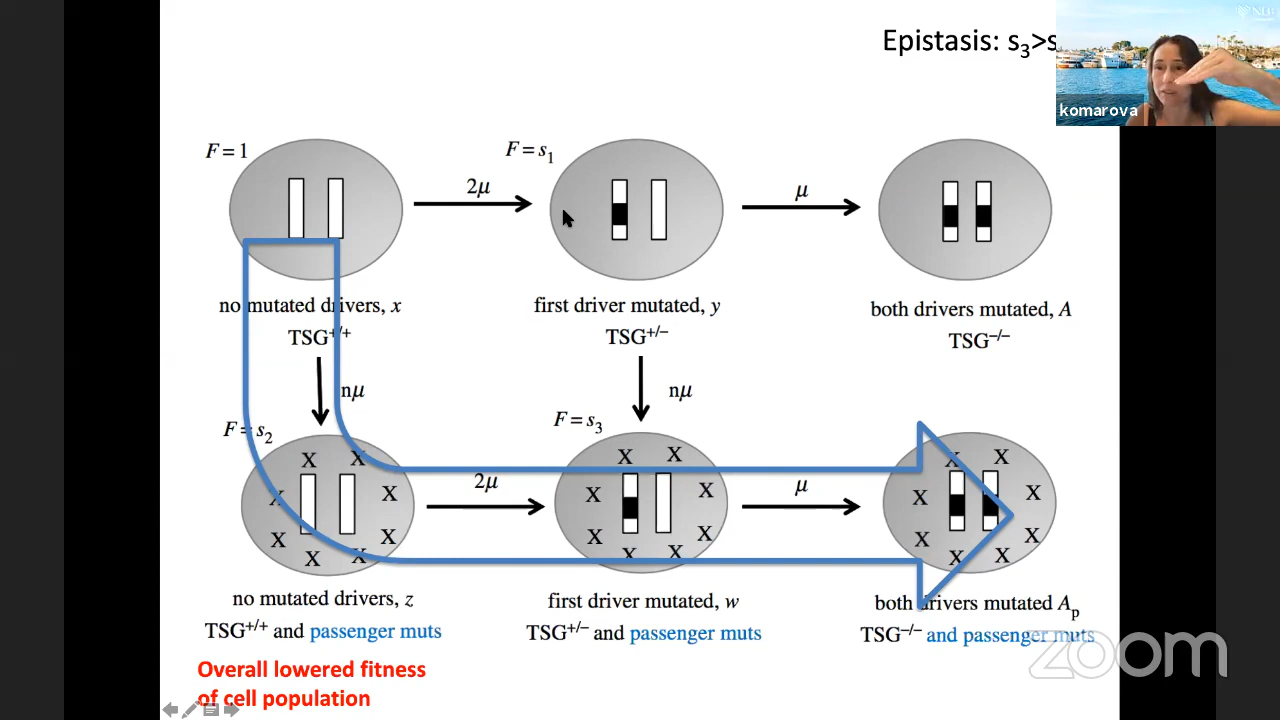 Epistasis: s3>s
komarova
F = 1
F = s1
2μ
μ
no mutated drivers, x
TSG+/+
first driver mutated, y
TSG+/–
both drivers mutated, A
TSG–/–
nμ
nμ
F = s2
F = s3
X X X X X X X X
X X X X X X X X
X X X X X X X X
2μ
μ
no mutated drivers, z
TSG+/+ and passenger muts
first driver mutated, w
TSG+/– and passenger muts
both drivers mutated Ap
TSG–/– and passenger muts
Overall lowered fitness
of cell population
zoom